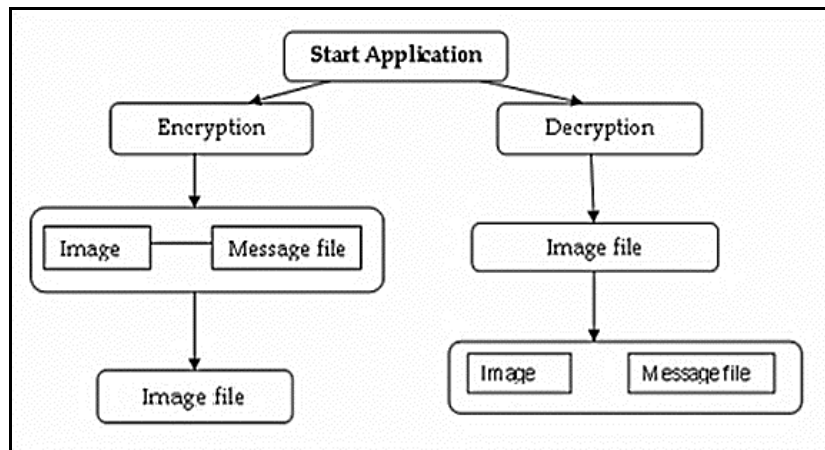 Start Application
Encryption
Decryption
Image
Message file
Image file
Image file
Image
Message file